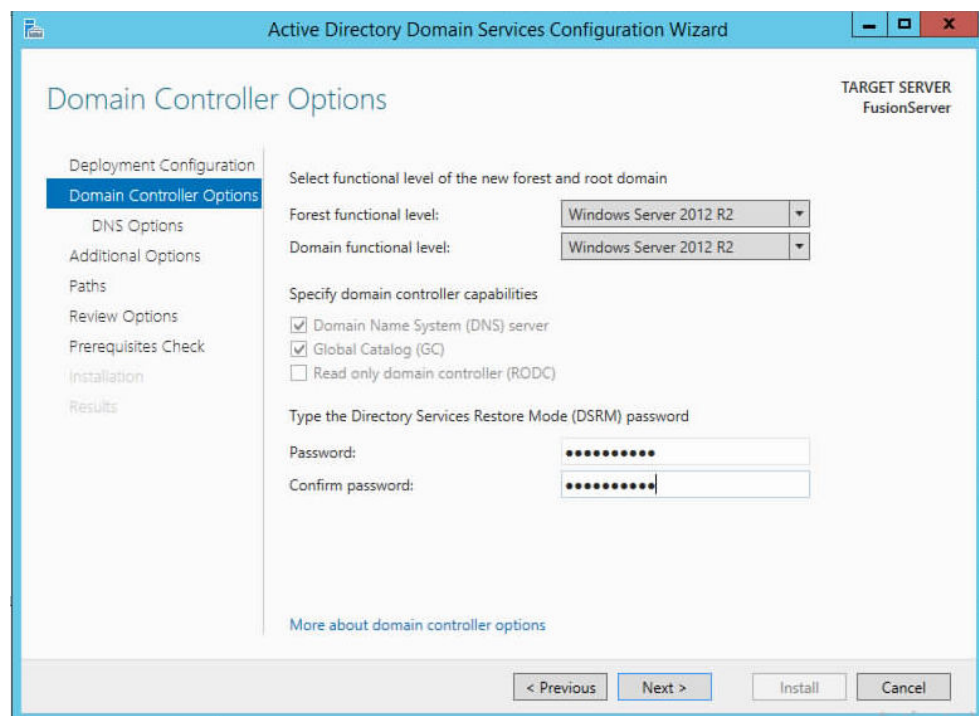 Active Directory Domain Services Configuration Wizard
Domain Controller Options
TARGET SERVER
FusionServer
Deployment Configuration
Domain Controller Options
DNS Options
Additional Options
Paths
Review Options
Prerequisites Check
Installation
Results
Select functional level of the new forest and root domain
Forest functional level: Windows Server 2012 R2
Domain functional level: Windows Server 2012 R2
Specify domain controller capabilities
Domain Name System (DNS) server
Global Catalog (GC)
Read only domain controller (RODC)
Type the Directory Services Restore Mode (DSRM) password
Password: ••••••••••
Confirm password: ••••••••••
More about domain controller options
< Previous Next > Install Cancel